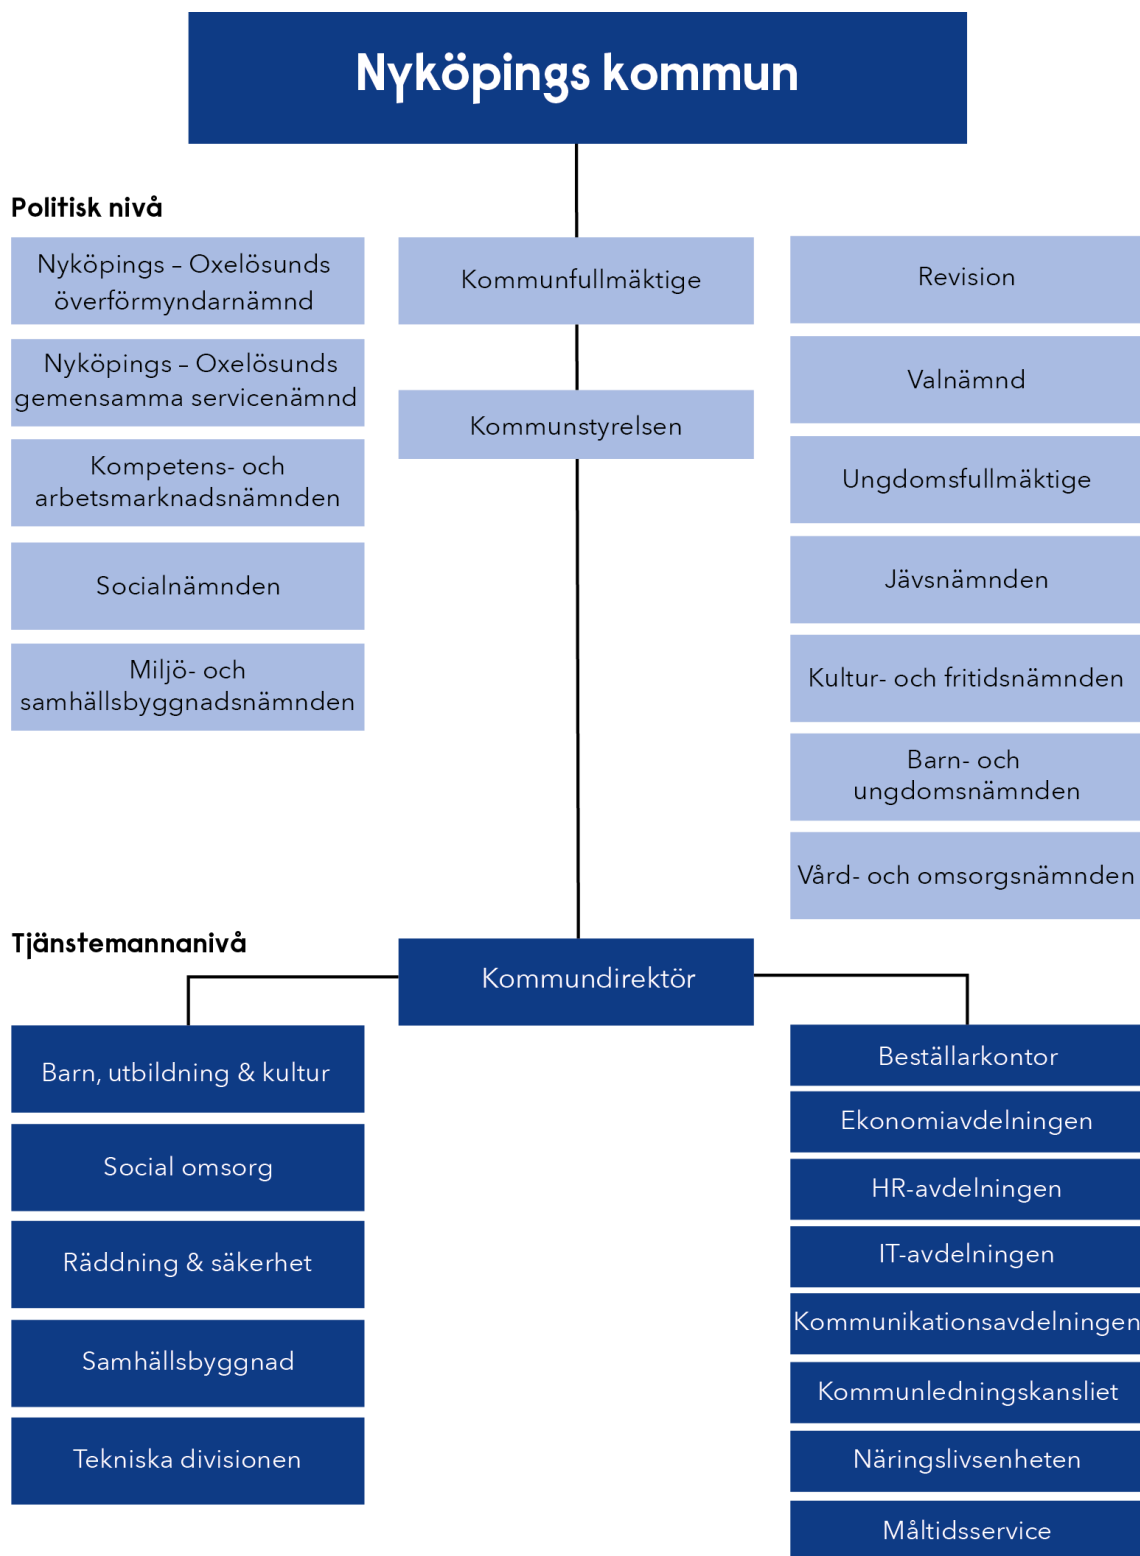 Nyköpings kommun
Politisk nivå
Nyköpings – Oxelösunds
överförmyndarnämnd
Nyköpings – Oxelösunds
gemensamma servicenämnd
Kompetens- och
arbetsmarknadsnämnden
Socialnämnden
Miljö- och
samhällsbyggnadsnämnden
Kommunfullmäktige
Kommunstyrelsen
Revision
Valnämnd
Ungdomsfullmäktige
Jävsnämnden
Kultur- och fritidsnämnden
Barn- och
ungdomsnämnden
Vård- och omsorgsnämnden
Tjänstemannanivå
Kommundirektör
Barn, utbildning & kultur
Social omsorg
Räddning & säkerhet
Samhällsbyggnad
Tekniska divisionen
Beställarkontor
Ekonomiavdelningen
HR-avdelningen
IT-avdelningen
Kommunikationsavdelningen
Kommunledningskansliet
Näringslivsenheten
Måltidsservice